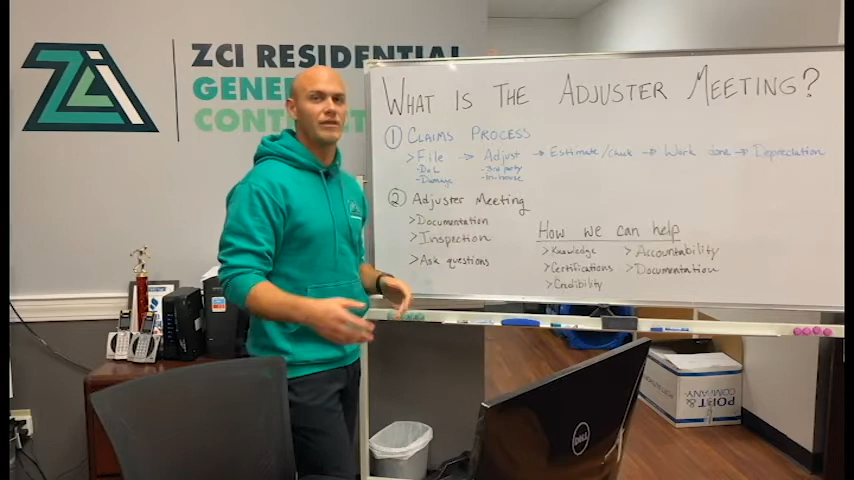 ZCI RESIDENTIAL
GENER
CONT
WHAT IS THE ADJUSTER MEETING?
① CLAIMS PROCESS
>File → Adjust → Estimate/Check → Work done → Depreciation
·DoL ·3rd party
·Damage ·In-house
② Adjuster Meeting
>Documentation
>Inspection
>Ask questions
How we can help
>Knowledge >Accountability
>Certifications >Documentation
>Credibility
DELL
PORT &
COMPANY